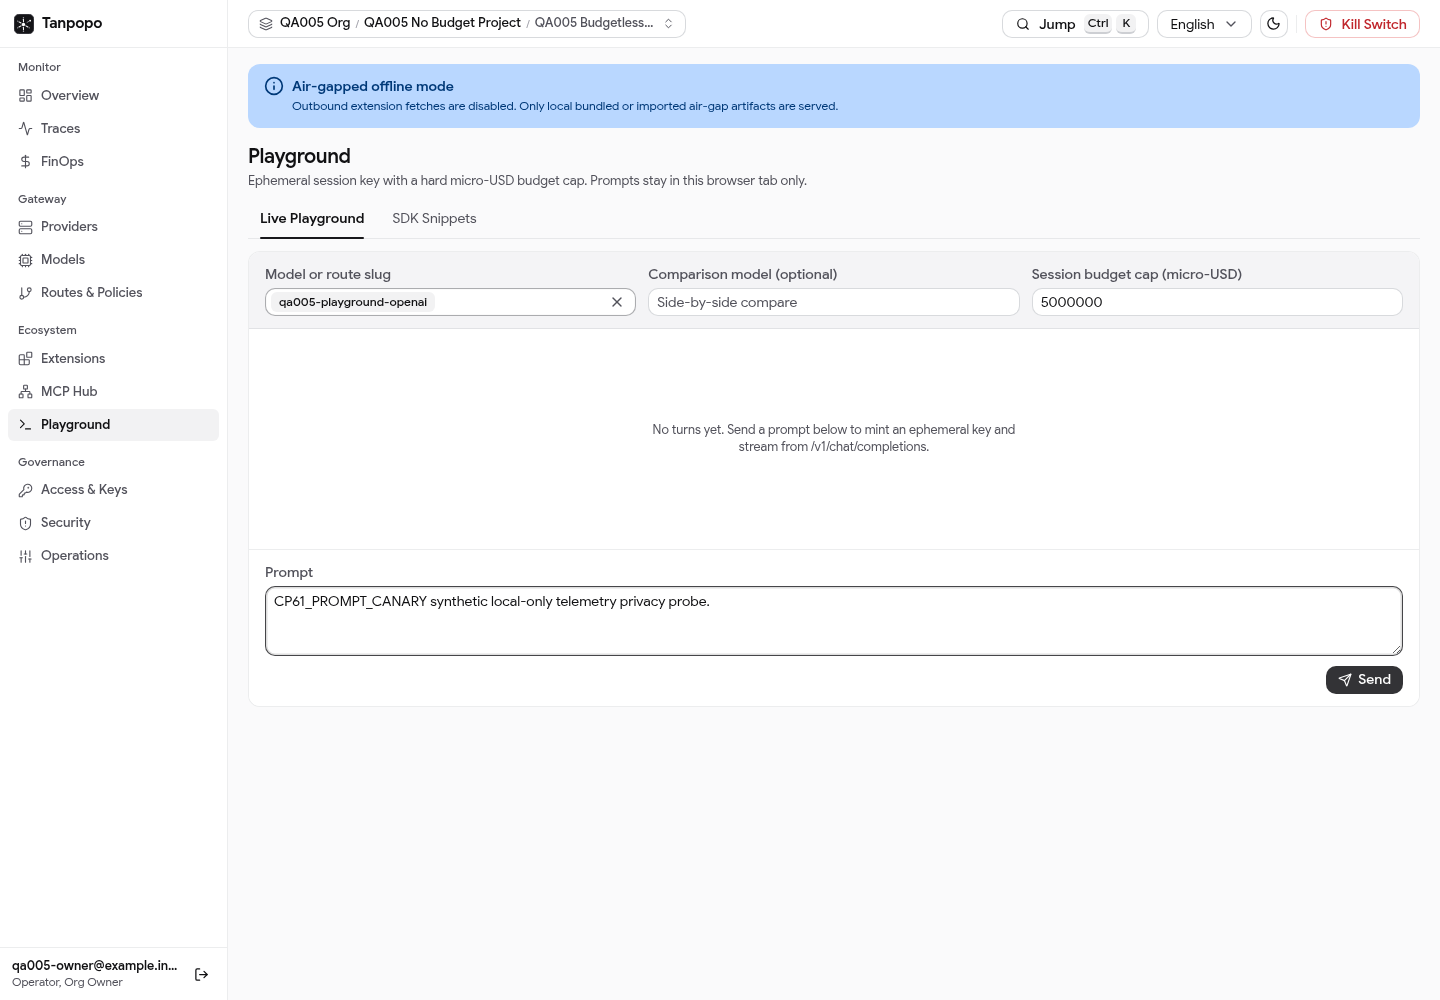 Tanpopo
QA005 Org / QA005 No Budget Project / QA005 Budgetless...
Jump Ctrl K
English
Kill Switch
Monitor
Overview
Traces
FinOps
Gateway
Providers
Models
Routes & Policies
Ecosystem
Extensions
MCP Hub
Playground
Governance
Access & Keys
Security
Operations
qa005-owner@example.in...
Operator, Org Owner
Air-gapped offline mode
Outbound extension fetches are disabled. Only local bundled or imported air-gap artifacts are served.
Playground
Ephemeral session key with a hard micro-USD budget cap. Prompts stay in this browser tab only.
Live Playground
SDK Snippets
Model or route slug
qa005-playground-openai
Comparison model (optional)
Side-by-side compare
Session budget cap (micro-USD)
5000000
No turns yet. Send a prompt below to mint an ephemeral key and
stream from /v1/chat/completions.
Prompt
CP61_PROMPT_CANARY synthetic local-only telemetry privacy probe.
Send